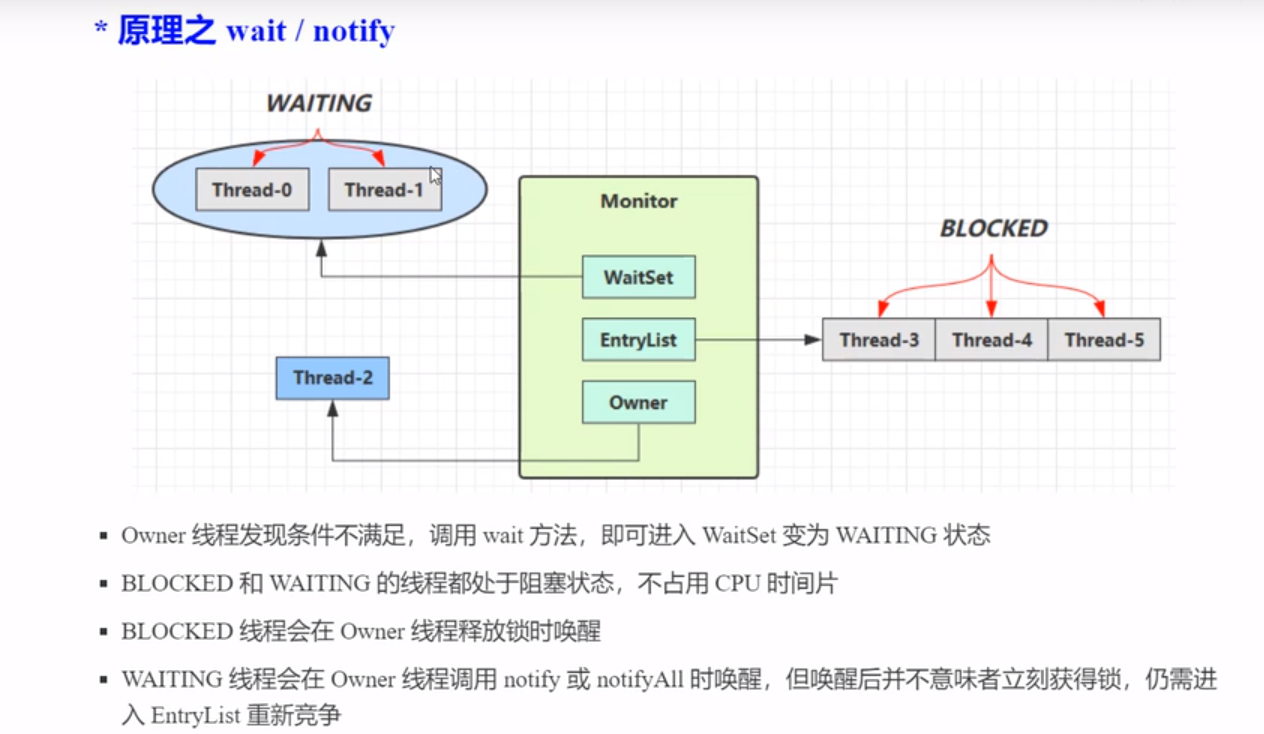 * 原理之 wait / notify
WAITING
Thread-0 Thread-1
Monitor
BLOCKED
WaitSet
EntryList
Thread-3 Thread-4 Thread-5
Thread-2
Owner
▪ Owner 线程发现条件不满足，调用 wait 方法，即可进入 WaitSet 变为 WAITING 状态
▪ BLOCKED 和 WAITING 的线程都处于阻塞状态，不占用 CPU 时间片
▪ BLOCKED 线程会在 Owner 线程释放锁时唤醒
▪ WAITING 线程会在 Owner 线程调用 notify 或 notifyAll 时唤醒，但唤醒后并不意味者立刻获得锁，仍需进
入 EntryList 重新竞争